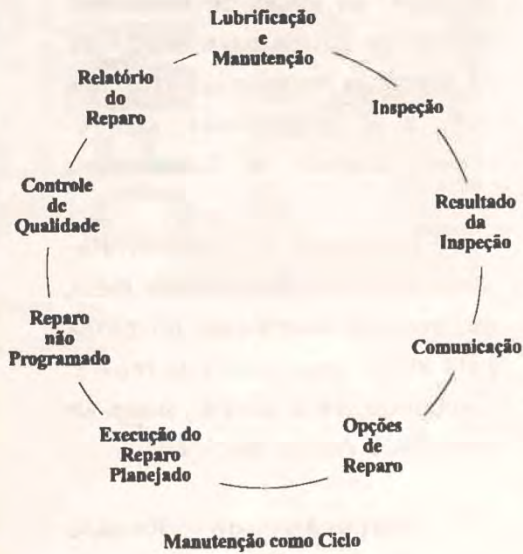 Lubrificação
e
Manutenção
Inspeção
Resultado
da
Inspeção
Comunicação
Opções
de
Reparo
Execução do
Reparo
Planejado
Reparo
não
Programado
Controle
de
Qualidade
Relatório
do
Reparo
Manutenção como Ciclo